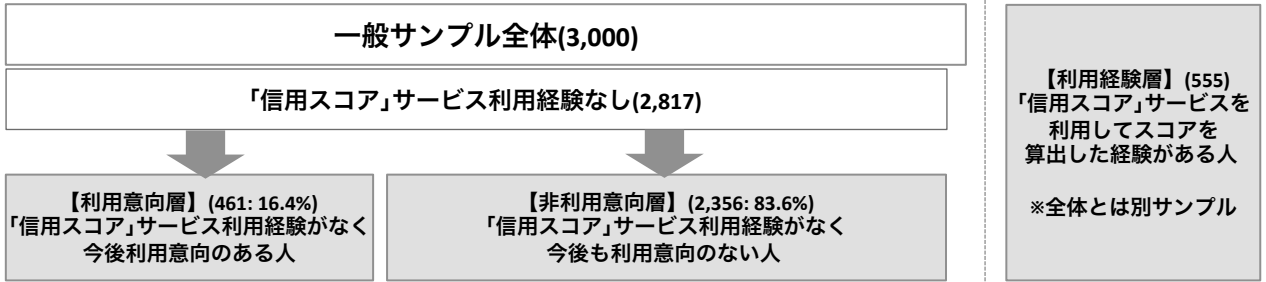 一般サンプル全体(3,000)
「信用スコア」サービス利用経験なし(2,817)
【利用意向層】(461: 16.4%)
「信用スコア」サービス利用経験がなく
今後利用意向のある人
【非利用意向層】(2,356: 83.6%)
「信用スコア」サービス利用経験がなく
今後も利用意向のない人
【利用経験層】(555)
「信用スコア」サービスを
利用してスコアを
算出した経験がある人
※全体とは別サンプル